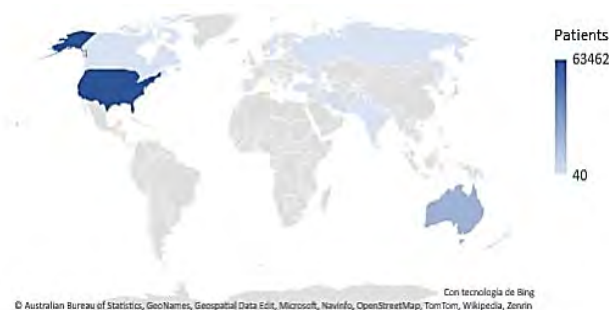 Patients
63462
40
Con tecnología de Bing
© Australian Bureau of Statistics, GeoNames, Geospatial Data Edit, Microsoft, Navinfo, OpenStreetMap, TomTom, Wikipedia, Zenrin